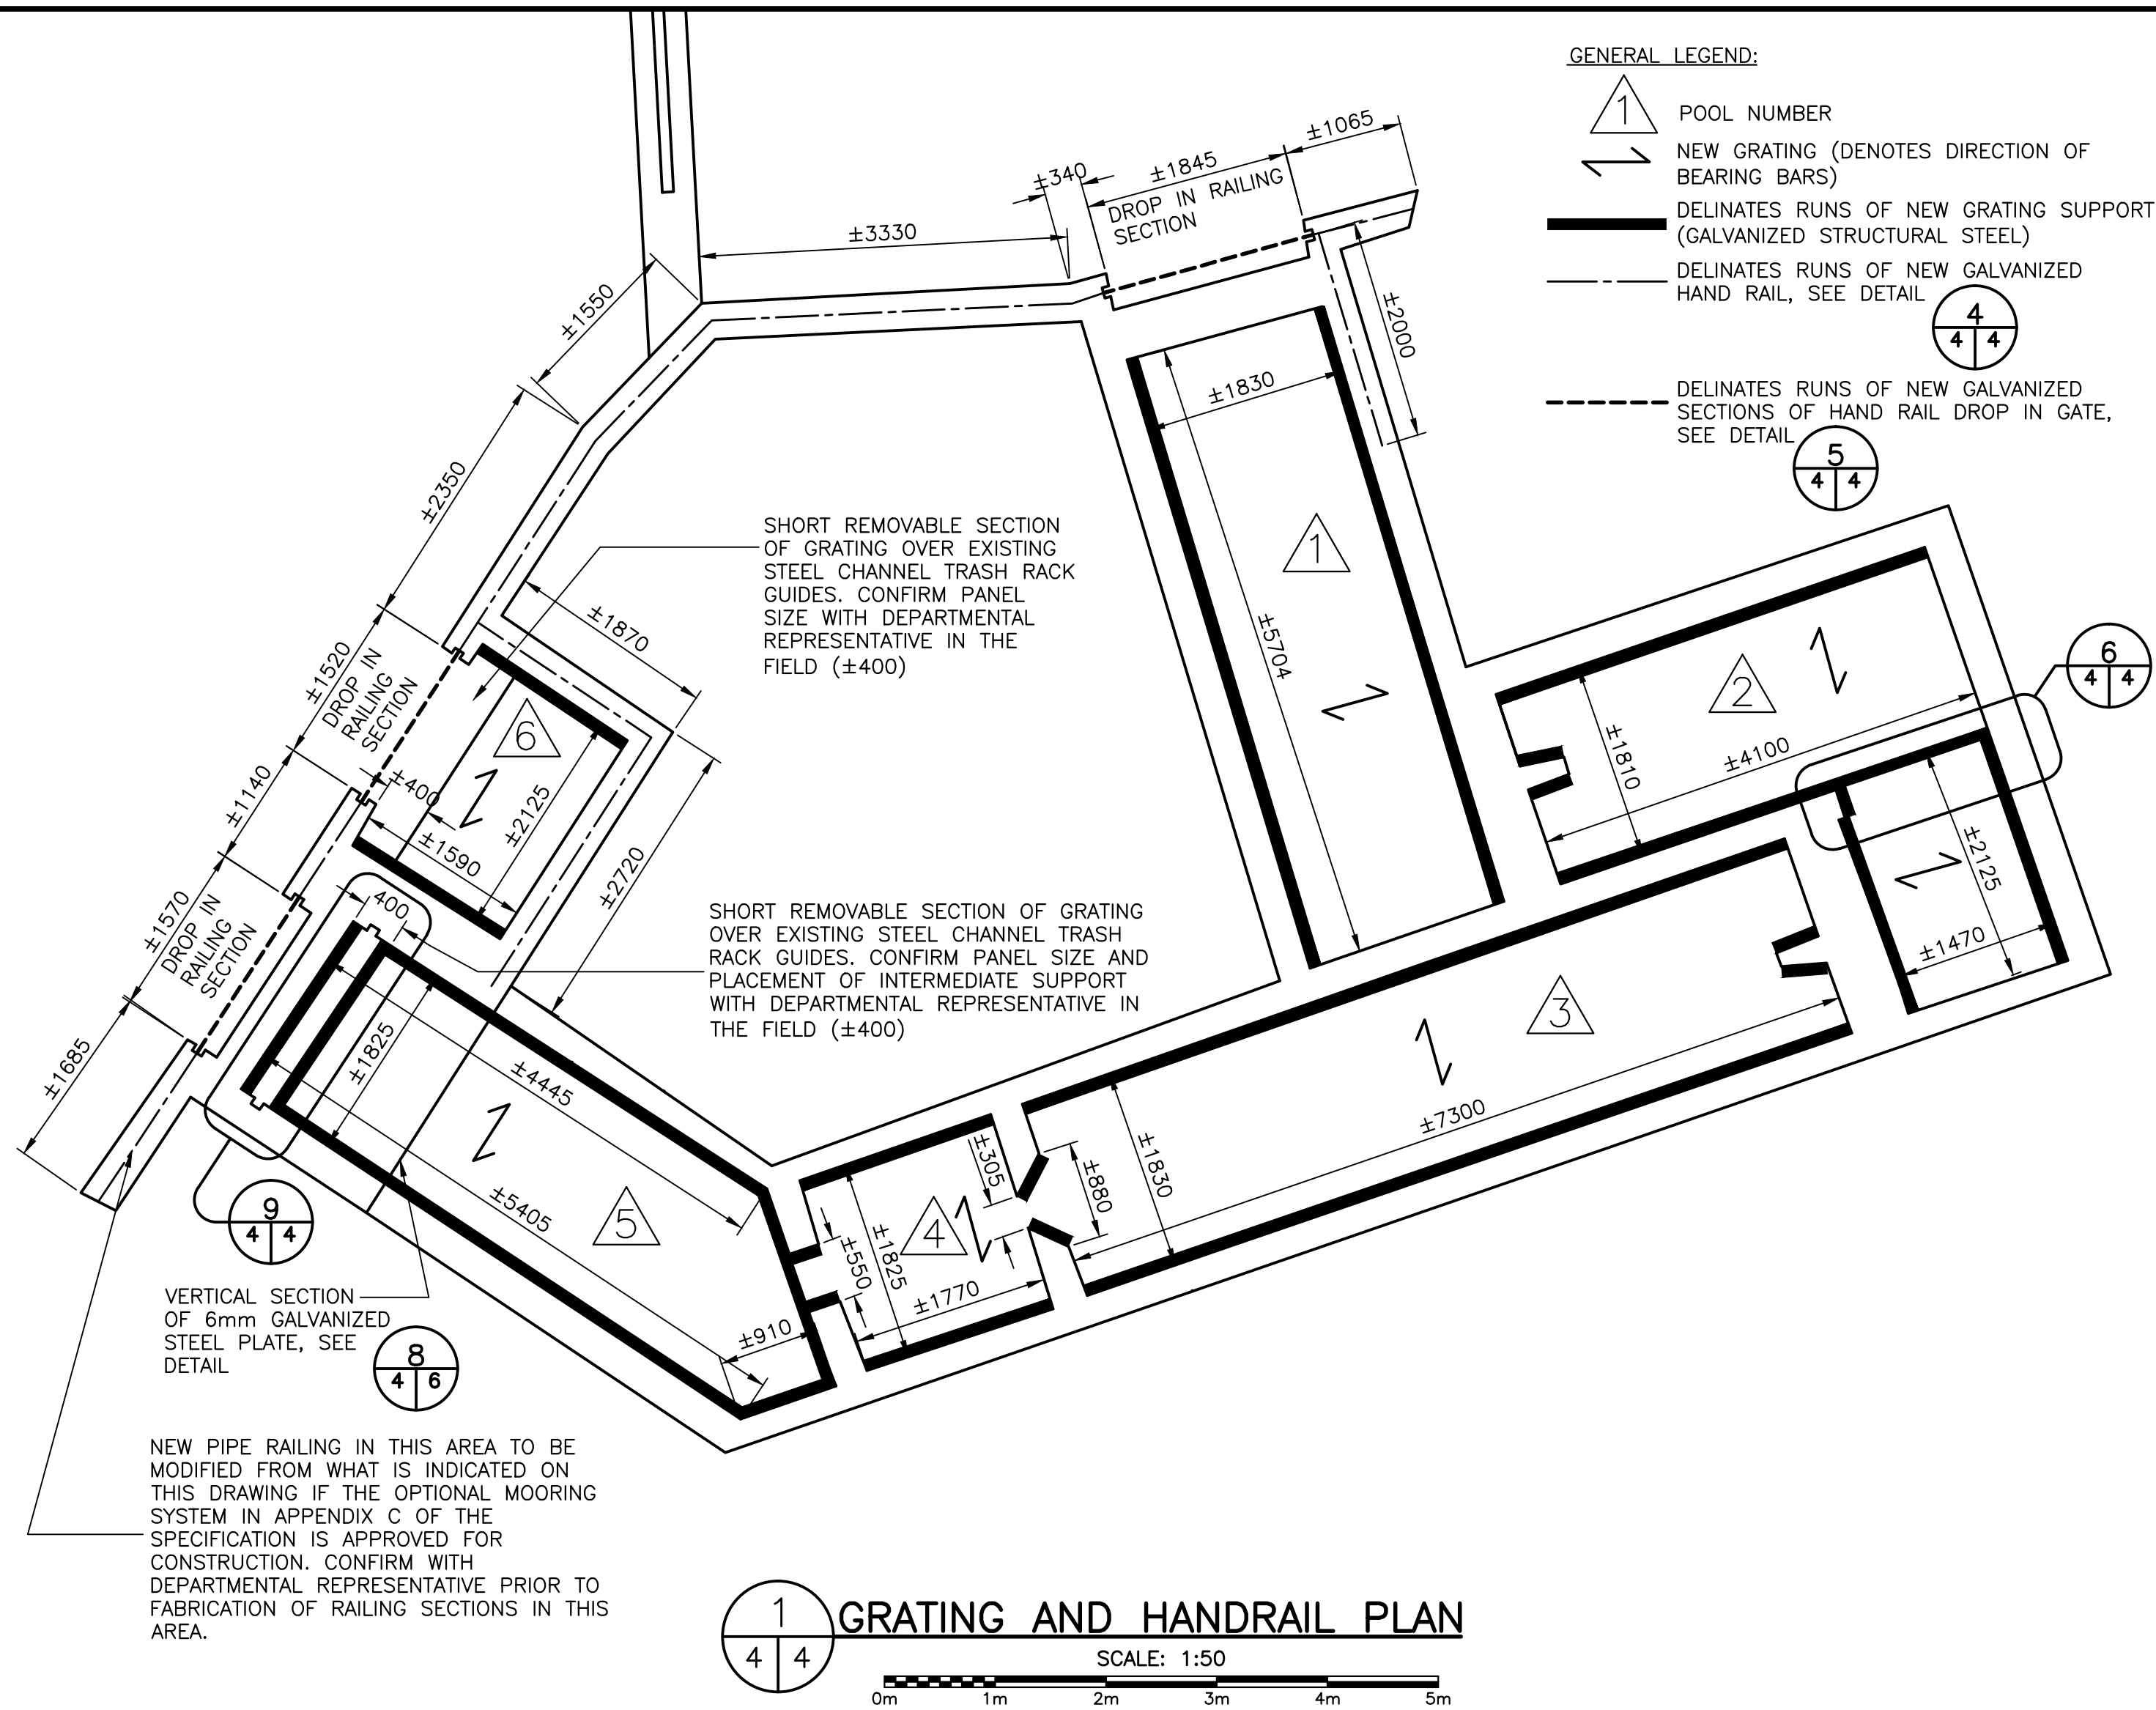 GENERAL LEGEND:
1
POOL NUMBER
NEW GRATING (DENOTES DIRECTION OF
BEARING BARS)
DELINATES RUNS OF NEW GRATING SUPPORT
(GALVANIZED STRUCTURAL STEEL)
DELINATES RUNS OF NEW GALVANIZED
HAND RAIL, SEE DETAIL
4
4 4
DELINATES RUNS OF NEW GALVANIZED
SECTIONS OF HAND RAIL DROP IN GATE,
SEE DETAIL
5
4 4
±1065
±1845
±340
DROP IN RAILING
SECTION
±3330
±1550
±2000
±1830
±2350
SHORT REMOVABLE SECTION
OF GRATING OVER EXISTING
STEEL CHANNEL TRASH RACK
GUIDES. CONFIRM PANEL
SIZE WITH DEPARTMENTAL
REPRESENTATIVE IN THE
FIELD (±400)
1
±5704
±1870
±1520
DROP IN
RAILING
SECTION
6
±400
±2125
±1590
±1140
±2720
2
±1810
±4100
6
4 4
±2125
±1470
±1570
DROP IN
RAILING
SECTION
400
SHORT REMOVABLE SECTION OF GRATING
OVER EXISTING STEEL CHANNEL TRASH
RACK GUIDES. CONFIRM PANEL SIZE AND
PLACEMENT OF INTERMEDIATE SUPPORT
WITH DEPARTMENTAL REPRESENTATIVE IN
THE FIELD (±400)
3
±1685
±1825
±4445
±5405
5
±7300
±1830
±880
±305
4
±550
±1825
±1770
±910
9
4 4
VERTICAL SECTION
OF 6mm GALVANIZED
STEEL PLATE, SEE
DETAIL
8
4 6
NEW PIPE RAILING IN THIS AREA TO BE
MODIFIED FROM WHAT IS INDICATED ON
THIS DRAWING IF THE OPTIONAL MOORING
SYSTEM IN APPENDIX C OF THE
SPECIFICATION IS APPROVED FOR
CONSTRUCTION. CONFIRM WITH
DEPARTMENTAL REPRESENTATIVE PRIOR TO
FABRICATION OF RAILING SECTIONS IN THIS
AREA.
1
4 4
GRATING AND HANDRAIL PLAN
SCALE: 1:50
0m 1m 2m 3m 4m 5m